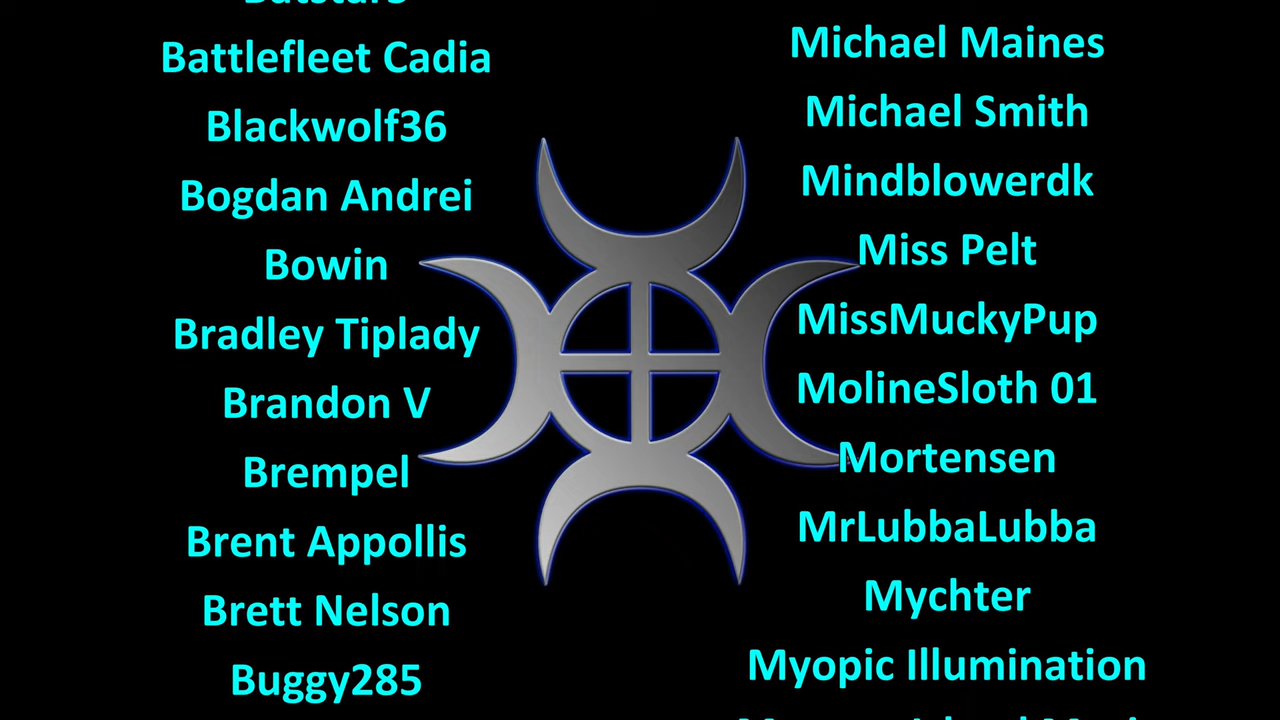 Battlefleet Cadia
Blackwolf36
Bogdan Andrei
Bowin
Bradley Tiplady
Brandon V
Brempel
Brent Appollis
Brett Nelson
Buggy285
Michael Maines
Michael Smith
Mindblowerdk
Miss Pelt
MissMuckyPup
MolineSloth 01
Mortensen
MrLubbaLubba
Mychter
Myopic Illumination